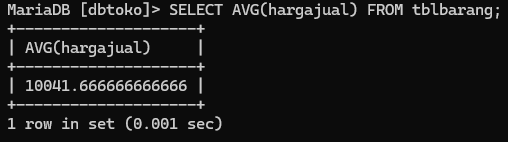 MariaDB [dbtoko]> SELECT AVG(hargajual) FROM tblbarang;
+--------------------+
| AVG(hargajual)     |
+--------------------+
| 10041.666666666666 |
+--------------------+
1 row in set (0.001 sec)